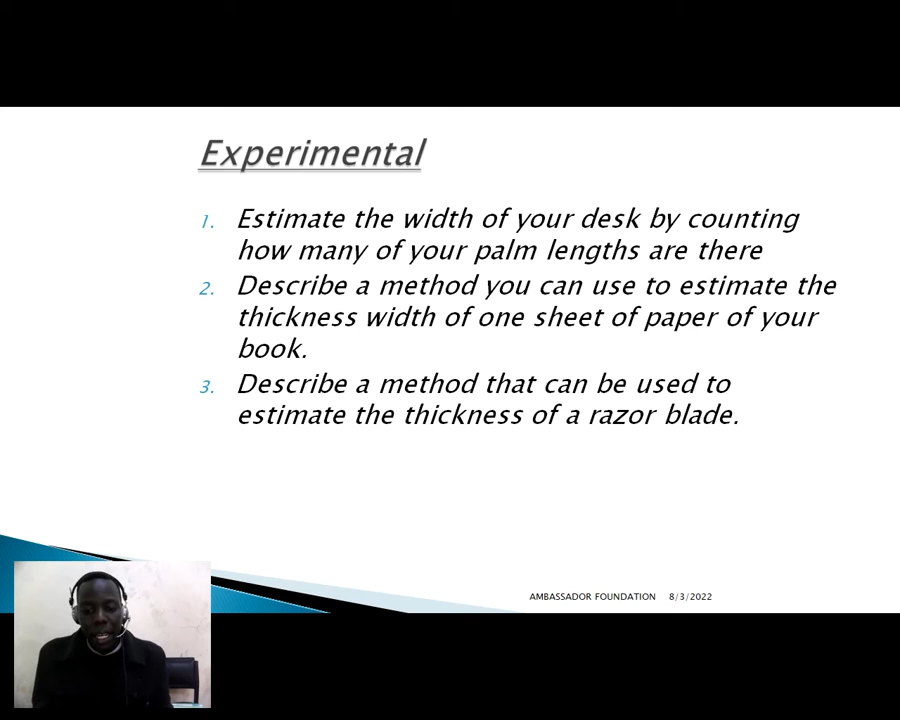 Experimental
1. Estimate the width of your desk by counting
how many of your palm lengths are there
2. Describe a method you can use to estimate the
thickness width of one sheet of paper of your
book.
3. Describe a method that can be used to
estimate the thickness of a razor blade.
AMBASSADOR FOUNDATION 8/3/2022